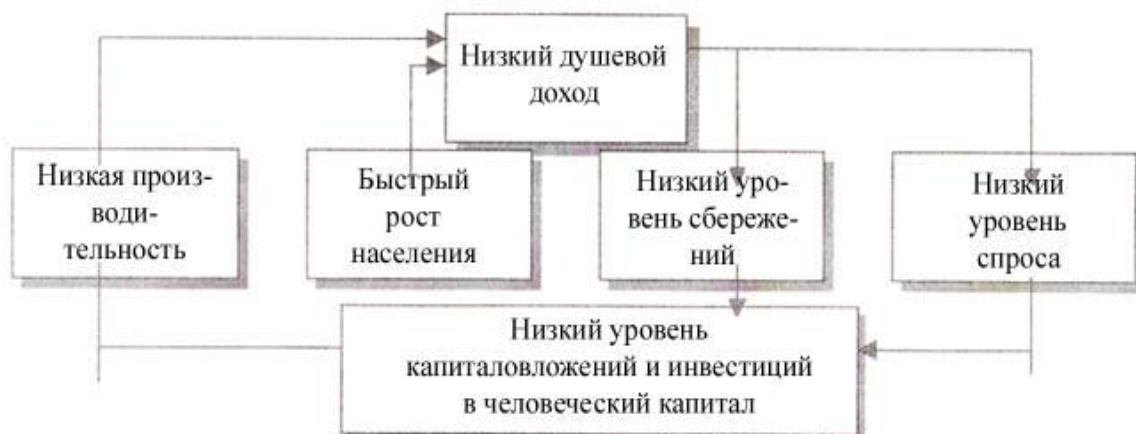 Низкий душевой
доход
Низкая произ-
води-
тельность
Быстрый
рост
населения
Низкий уро-
вень сбереже-
ний
Низкий
уровень
спроса
Низкий уровень
капиталовложений и инвестиций
в человеческий капитал